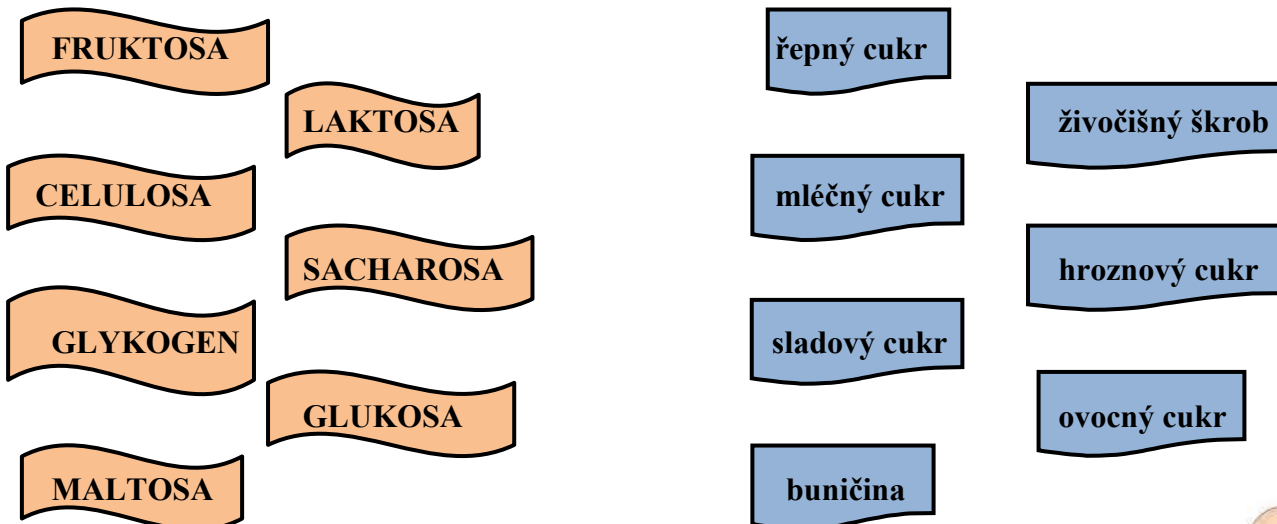 FRUKTOSA
LAKTOSA
CELULOSA
SACHAROSA
GLYKOGEN
GLUKOSA
MALTOSA
řepný cukr
živočišný škrob
mléčný cukr
hroznový cukr
sladový cukr
ovocný cukr
buničina